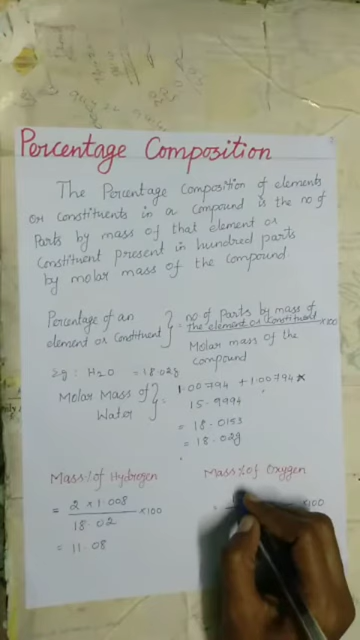 Percentage Composition
The Percentage Composition of elements
or constituents in a compound is the no of
Parts by mass of that element or
Constituent present in hundred parts
by molar mass of the compound
Percentage of an
element or Constituent } =
no of Parts by mass of
the element or constituent ×100
Molar mass of the
compound
Eg: H2O = 18.02g
Molar Mass of
Water } =
1.00794 + 1.00794 ×
15.9994
= 18.0153
= 18.02g
Mass % of Hydrogen
= 2 × 1.008
18.02 ×100
= 11.08
Mass % of Oxygen
= ×100